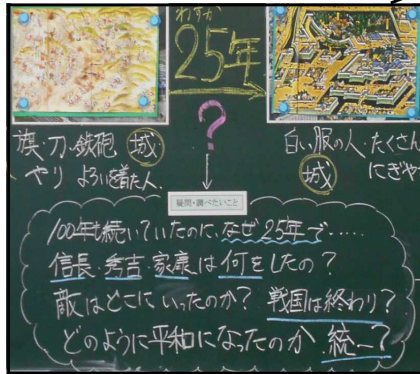 わずか
25年
?
旗・刀・鉄砲 城
やり よろいを着た人
白い服の人・たくさん
城 にぎや
疑問・調べたいこと
100年も続いていたのに、なぜ25年で……
信長・秀吉・家康は何をしたの?
敵はどこにいったのか? 戦国は終わり?
どのように平和になったのか 統一?